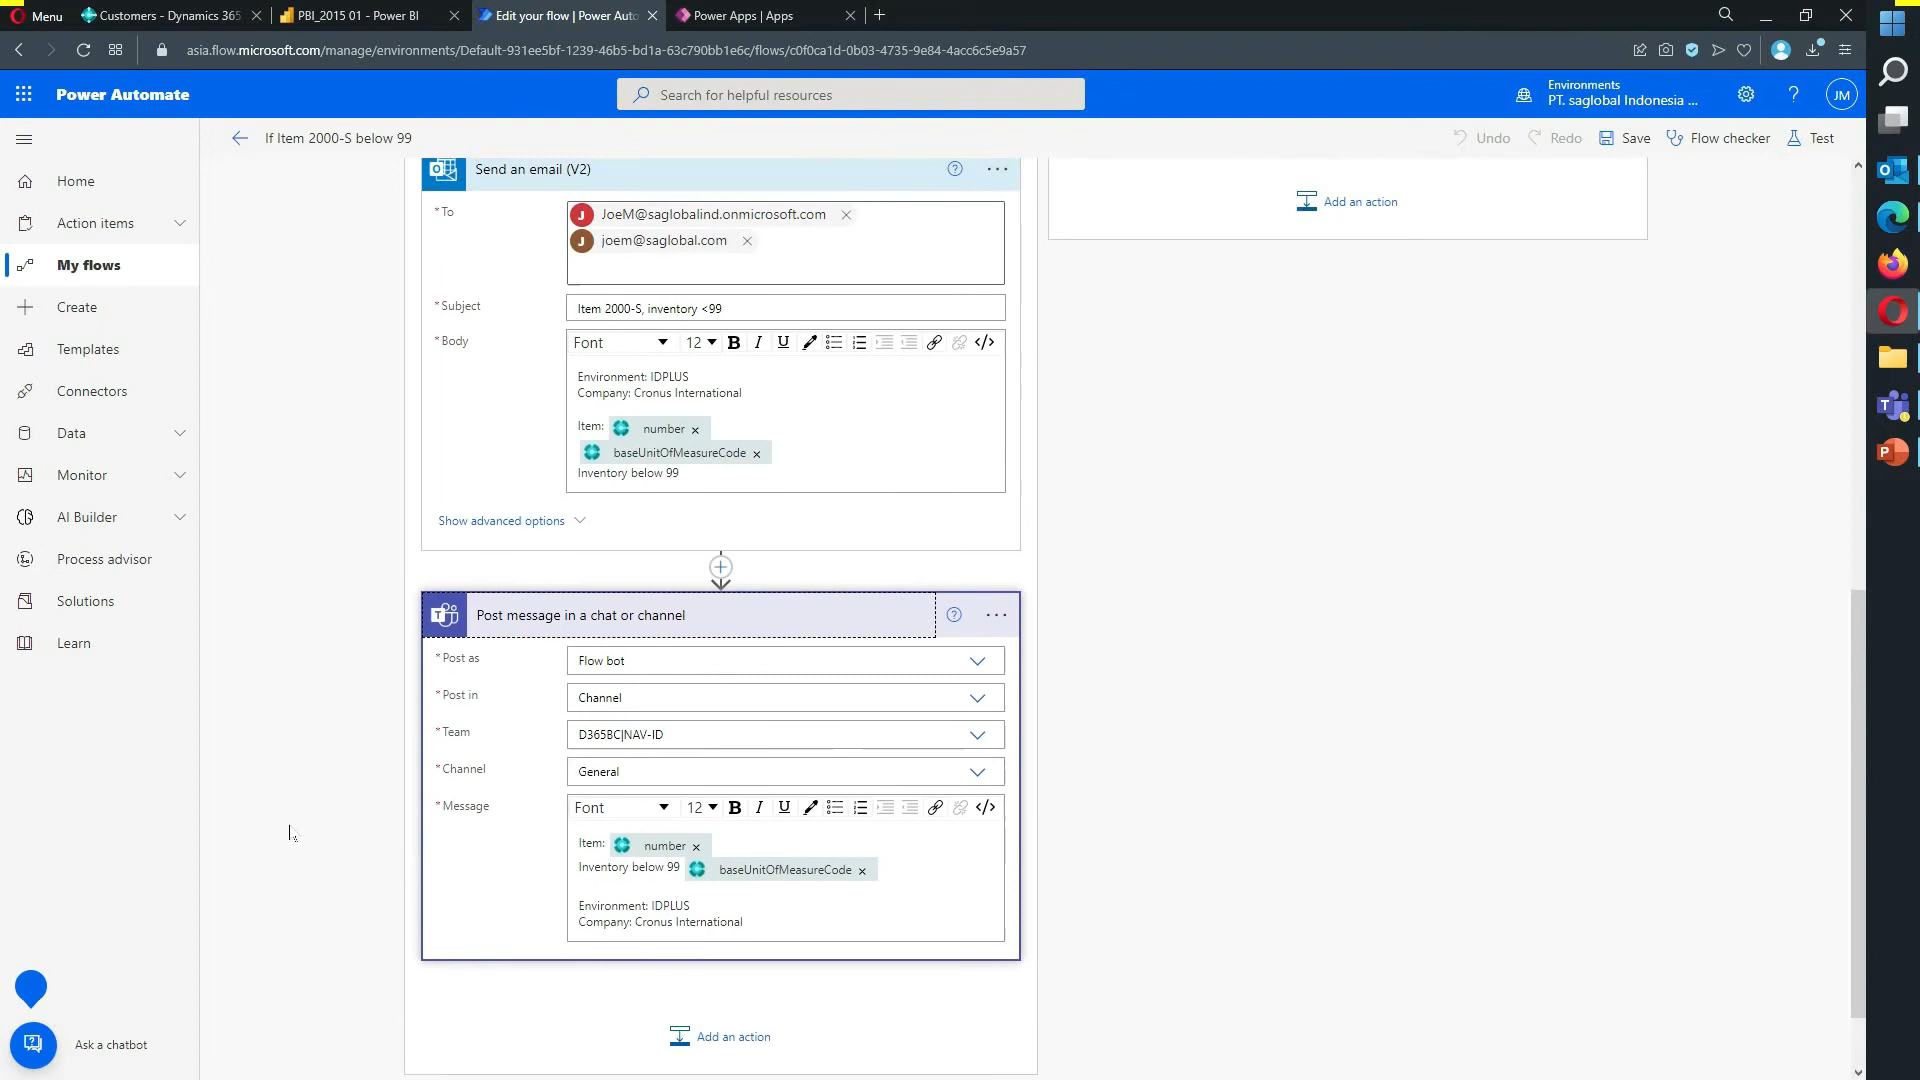 Menu
Customers - Dynamics 365
PBI_2015 01 - Power BI
Edit your flow | Power Auto
Power Apps | Apps
asia.flow.microsoft.com/manage/environments/Default-931ee5bf-1239-46b5-bd1a-63c790bb1e6c/flows/c0f0ca1d-0b03-4735-9e84-4acc6c5e9a57
Power Automate
Search for helpful resources
Environments
PT. saglobal Indonesia ...
JM
If Item 2000-S below 99
Undo
Redo
Save
Flow checker
Test
Home
Action items
My flows
Create
Templates
Connectors
Data
Monitor
AI Builder
Process advisor
Solutions
Learn
Ask a chatbot
Send an email (V2)
*To
J JoeM@saglobalind.onmicrosoft.com
J joem@saglobal.com
*Subject
Item 2000-S, inventory <99
*Body
Font 12 B I U </>
Environment: IDPLUS
Company: Cronus International
Item: number
baseUnitOfMeasureCode
Inventory below 99
Show advanced options
Post message in a chat or channel
*Post as
Flow bot
*Post in
Channel
*Team
D365BC|NAV-ID
*Channel
General
*Message
Font 12 B I U </>
Item: number
Inventory below 99 baseUnitOfMeasureCode
Environment: IDPLUS
Company: Cronus International
Add an action
Add an action